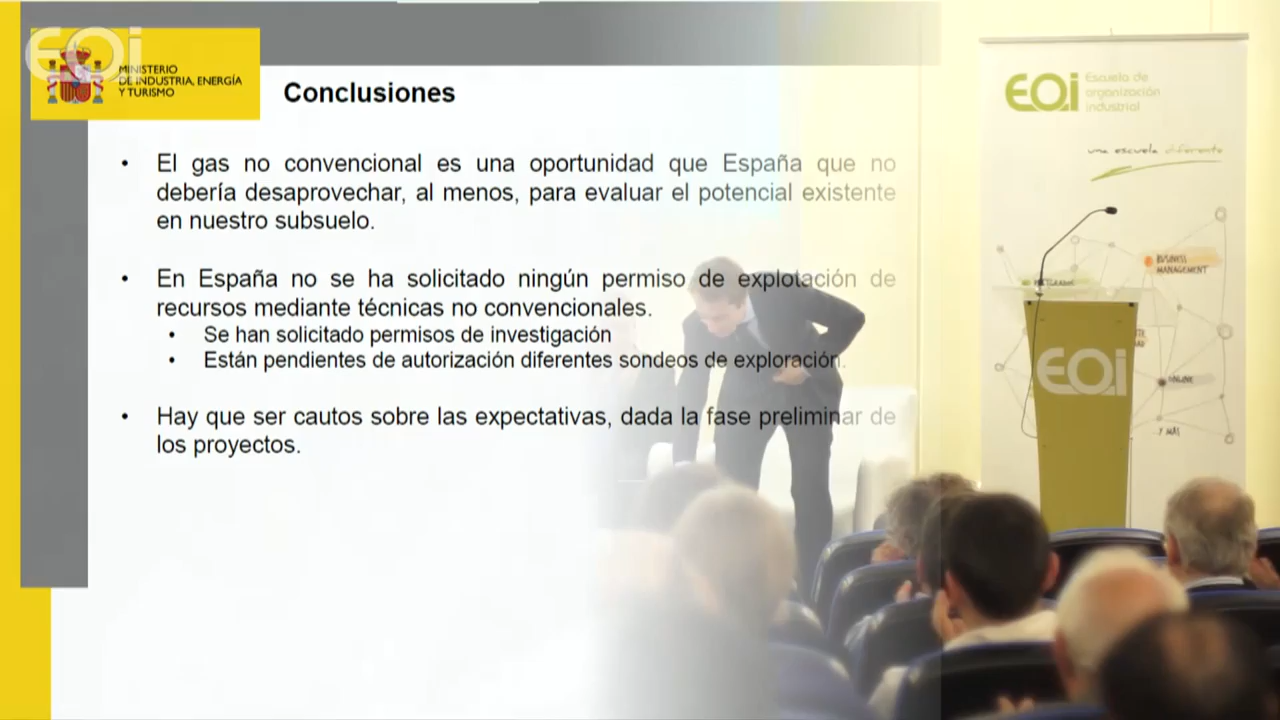 EOi
MINISTERIO
DE INDUSTRIA, ENERGÍA
Y TURISMO
Conclusiones
• El gas no convencional es una oportunidad que España que no
debería desaprovechar, al menos, para evaluar el potencial existente
en nuestro subsuelo.
• En España no se ha solicitado ningún permiso de explotación de
recursos mediante técnicas no convencionales.
• Se han solicitado permisos de investigación
• Están pendientes de autorización diferentes sondeos de exploración.
• Hay que ser cautos sobre las expectativas, dada la fase preliminar de
los proyectos.
EOi
Escuela de
organización
industrial
una escuela diferente
BUSINESS
MANAGEMENT
EOi
ONLINE
Y MÁS